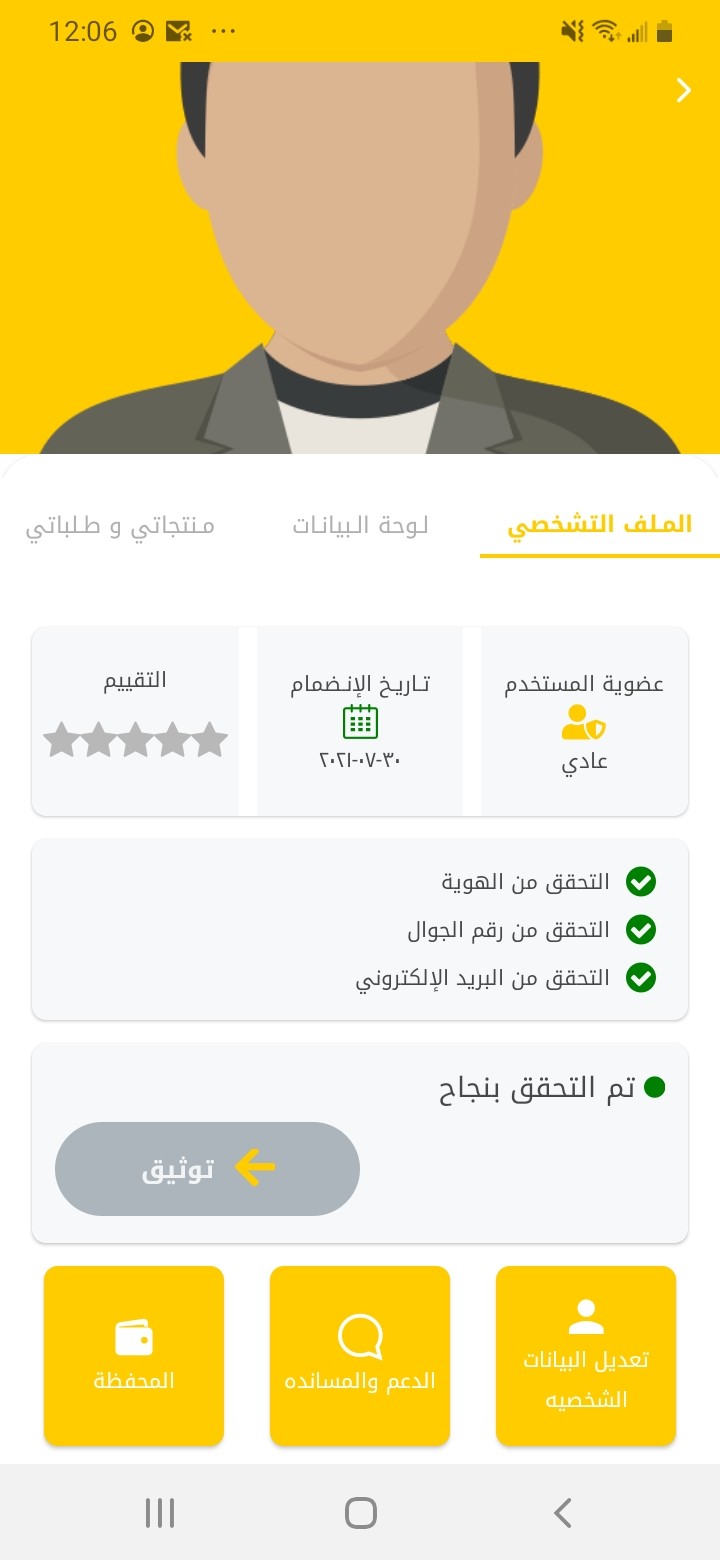 12:06
الملف التشخصي
لوحة البيانات
منتجاتي و طلباتي
عضوية المستخدم
عادي
تاريخ الإنضمام
٢٠٢١-٠٧-٣٠
التقييم
التحقق من الهوية
التحقق من رقم الجوال
التحقق من البريد الإلكتروني
تم التحقق بنجاح
توثيق
تعديل البيانات
الشخصيه
الدعم والمسانده
المحفظة